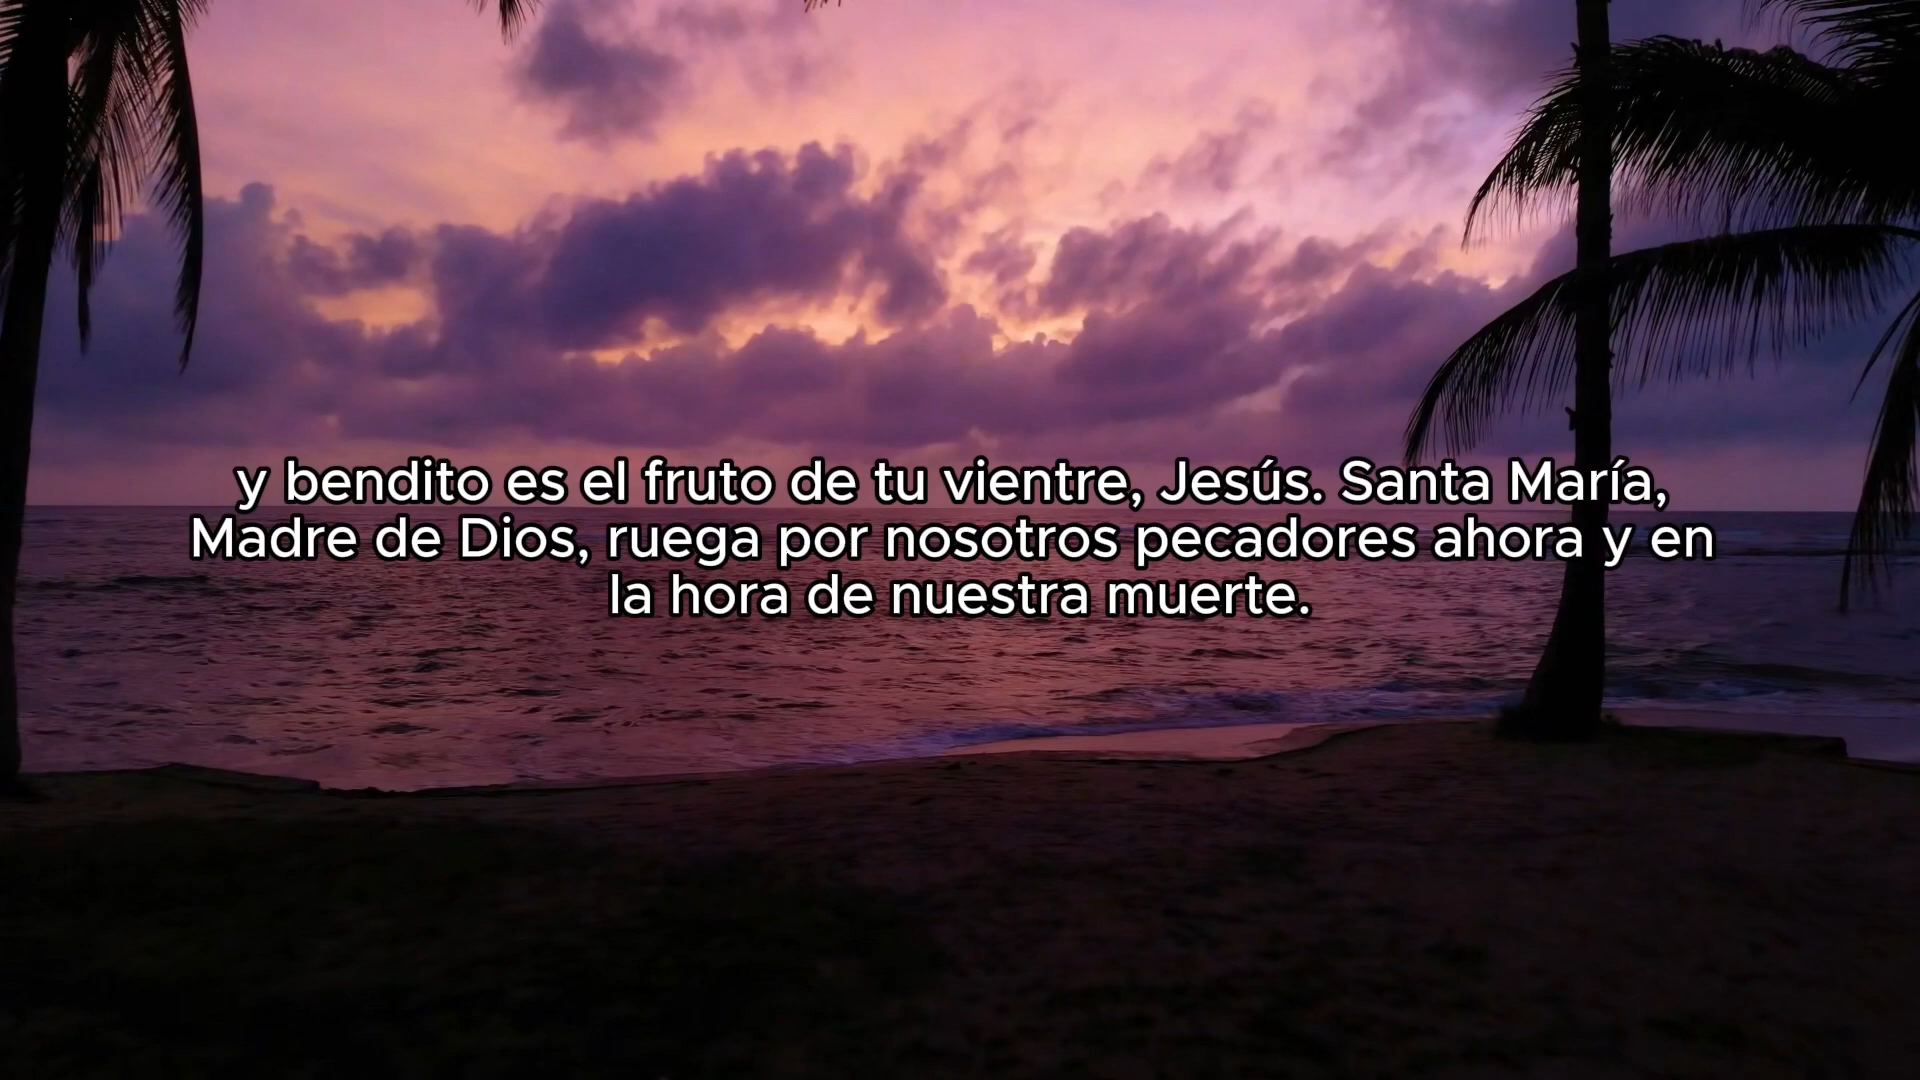 y bendito es el fruto de tu vientre, Jesús. Santa María,
Madre de Dios, ruega por nosotros pecadores ahora y en
la hora de nuestra muerte.